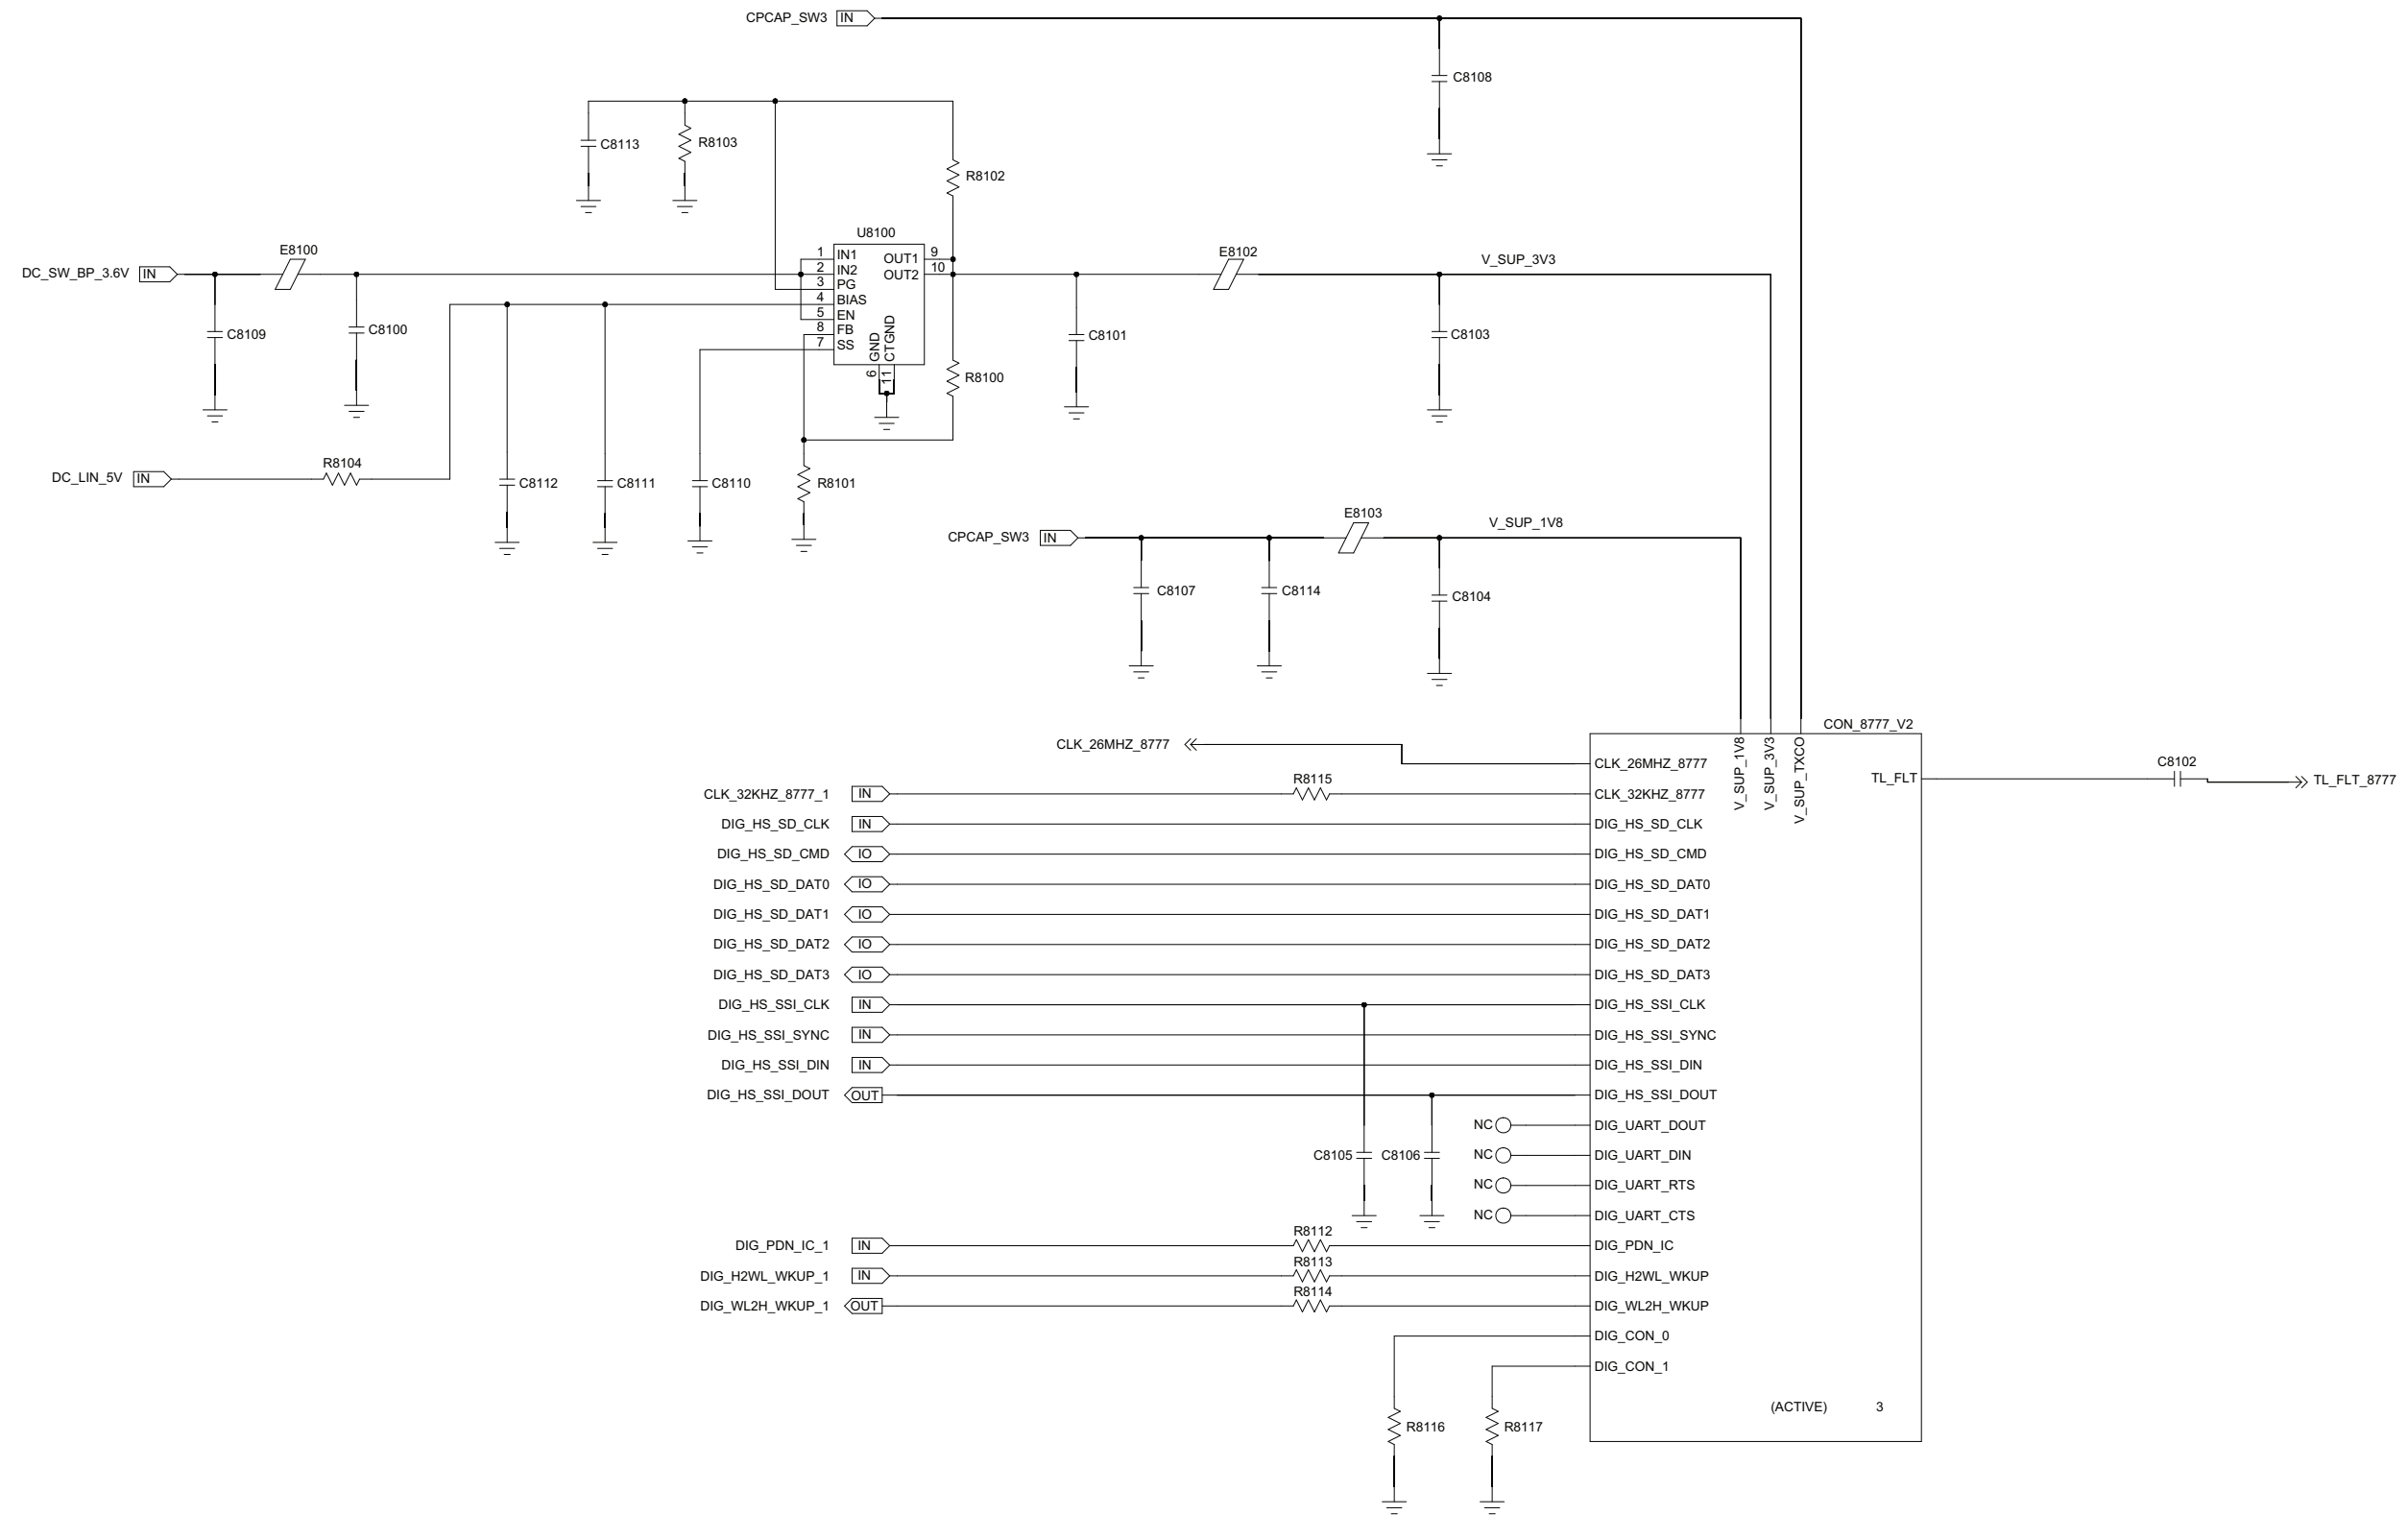 CPCAP_SW3 IN
C8108
C8113 R8103
R8102
U8100
E8100 E8102
DC_SW_BP_3.6V IN
V_SUP_3V3
1 IN1 OUT1 9
2 IN2 OUT2 10
3 PG
4 BIAS
5 EN
8 FB
7 SS
GND CTGND
6 11
C8109 C8100 C8101 C8103
R8100
DC_LIN_5V IN R8104
C8112 C8111 C8110 R8101
CPCAP_SW3 IN E8103 V_SUP_1V8
C8107 C8114 C8104
CON_8777_V2
V_SUP_1V8 V_SUP_3V3 V_SUP_TXCO
CLK_26MHZ_8777 CLK_26MHZ_8777
TL_FLT C8102 TL_FLT_8777
CLK_32KHZ_8777_1 IN R8115 CLK_32KHZ_8777
DIG_HS_SD_CLK IN DIG_HS_SD_CLK
DIG_HS_SD_CMD IO DIG_HS_SD_CMD
DIG_HS_SD_DAT0 IO DIG_HS_SD_DAT0
DIG_HS_SD_DAT1 IO DIG_HS_SD_DAT1
DIG_HS_SD_DAT2 IO DIG_HS_SD_DAT2
DIG_HS_SD_DAT3 IO DIG_HS_SD_DAT3
DIG_HS_SSI_CLK IN DIG_HS_SSI_CLK
DIG_HS_SSI_SYNC IN DIG_HS_SSI_SYNC
DIG_HS_SSI_DIN IN DIG_HS_SSI_DIN
DIG_HS_SSI_DOUT OUT DIG_HS_SSI_DOUT
NC DIG_UART_DOUT
C8105 C8106 NC DIG_UART_DIN
NC DIG_UART_RTS
NC DIG_UART_CTS
DIG_PDN_IC_1 IN R8112 DIG_PDN_IC
DIG_H2WL_WKUP_1 IN R8113 DIG_H2WL_WKUP
DIG_WL2H_WKUP_1 OUT R8114 DIG_WL2H_WKUP
DIG_CON_0
DIG_CON_1
(ACTIVE) 3
R8116 R8117